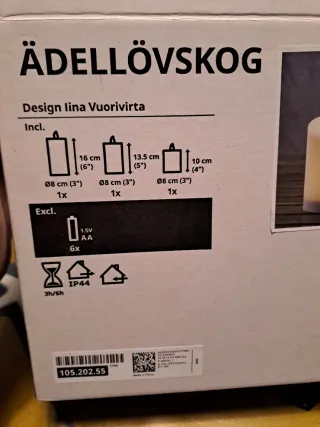 ÄDELLÖVSKOG
Design Iina Vuorivirta
Incl.
16 cm (6") 13.5 cm (5") 10 cm (4")
Ø8 cm (3") Ø8 cm (3") Ø8 cm (3")
1x 1x 1x
Excl.
1.5V
AA
6x
3h/6h IP44
105.202.55